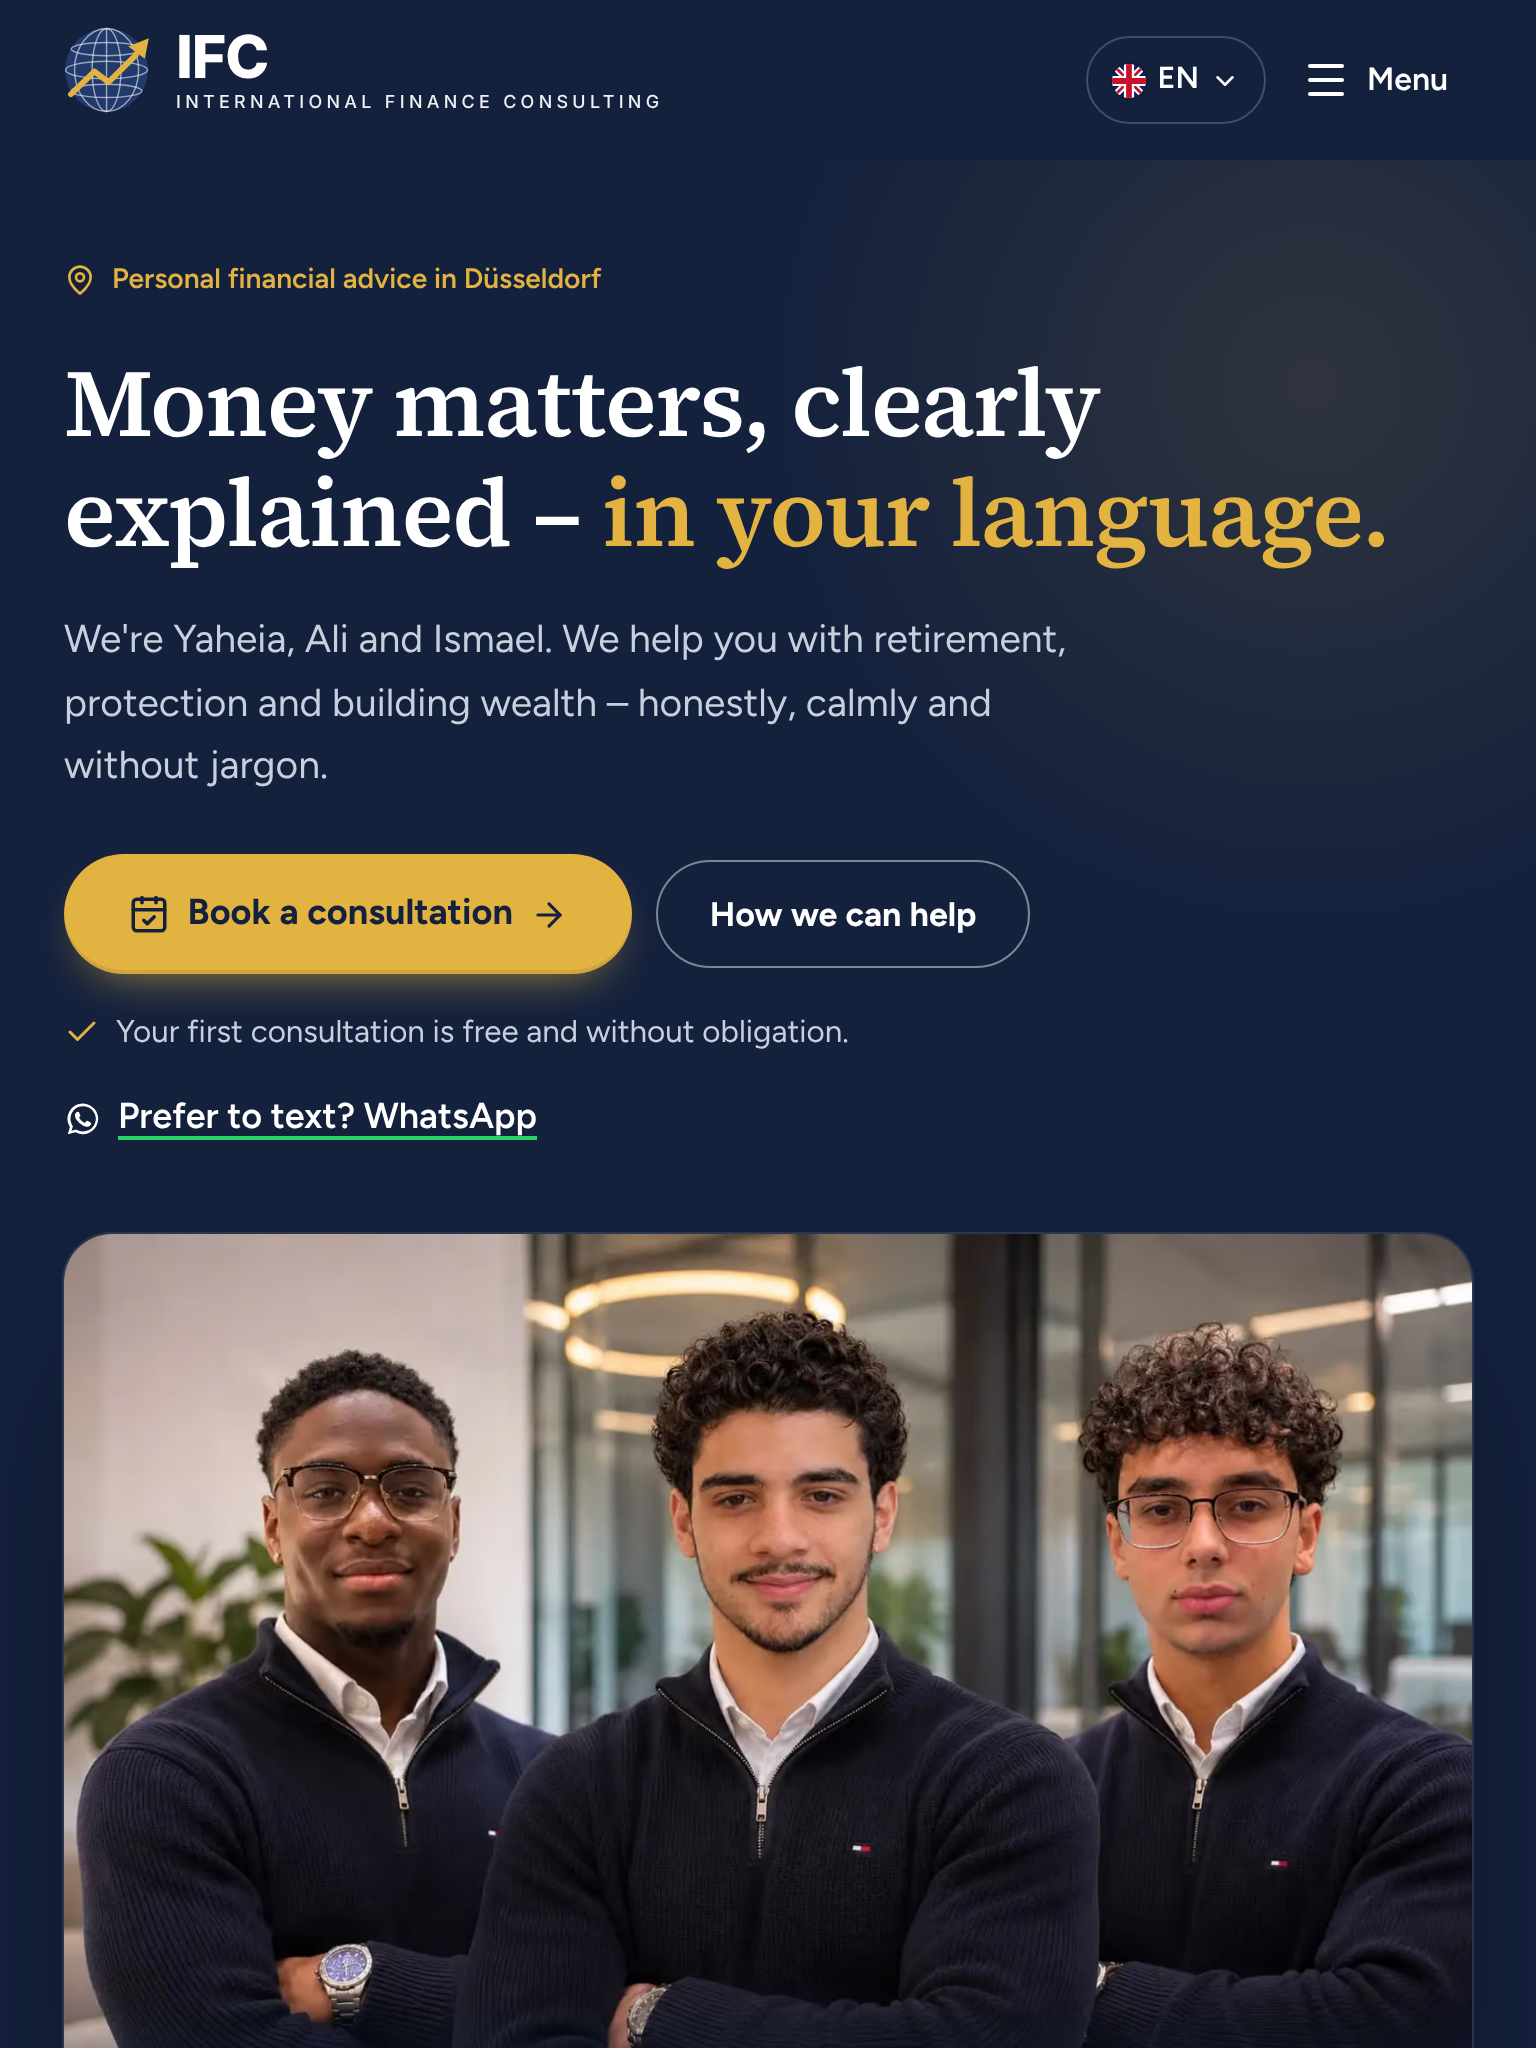 IFC
INTERNATIONAL FINANCE CONSULTING
EN
Menu
Personal financial advice in Düsseldorf
Money matters, clearly
explained – in your language.
We're Yaheia, Ali and Ismael. We help you with retirement,
protection and building wealth – honestly, calmly and
without jargon.
Book a consultation
How we can help
Your first consultation is free and without obligation.
Prefer to text? WhatsApp